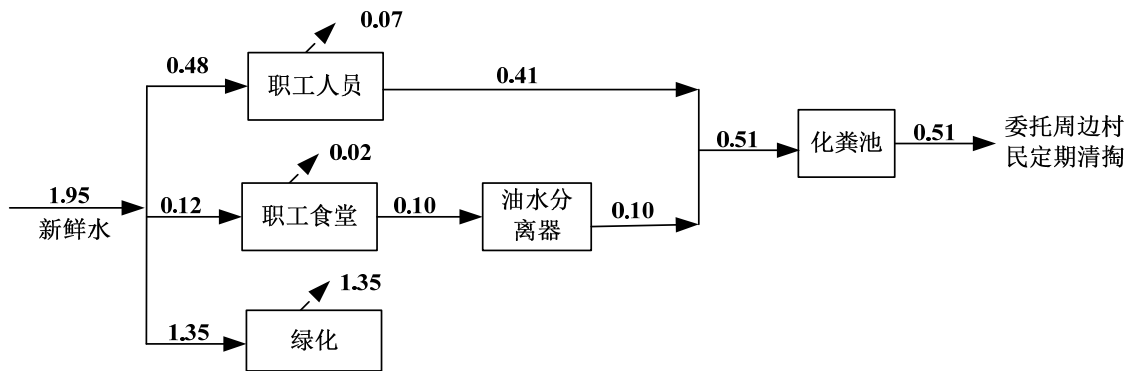 0.07
0.48
职工人员
0.41
0.51
化粪池
0.51
委托周边村
民定期清掏
1.95
新鲜水
0.02
0.12
职工食堂
0.10
油水分
离器
0.10
1.35
1.35
绿化